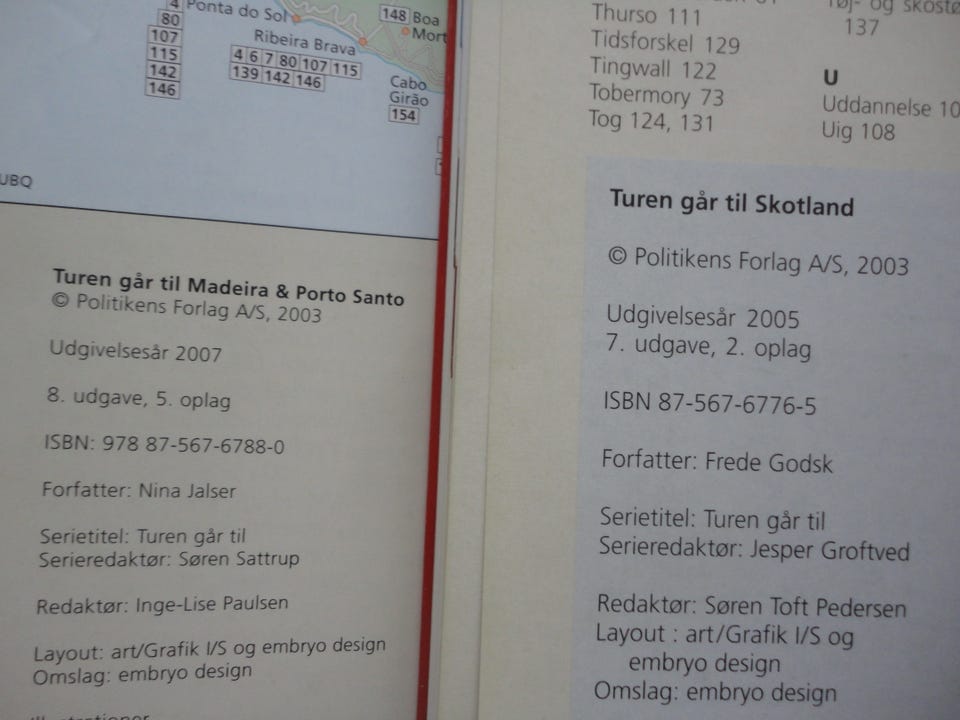 4
80
107
115
142
146
Ponta do Sol
Ribeira Brava
4 6 7 80 107 115
139 142 146
148 Boa
Mort
Cabo
Girão
154
UBQ
Turen går til Madeira & Porto Santo
© Politikens Forlag A/S, 2003
Udgivelsesår 2007
8. udgave, 5. oplag
ISBN: 978 87-567-6788-0
Forfatter: Nina Jalser
Serietitel: Turen går til
Serieredaktør: Søren Sattrup
Redaktør: Inge-Lise Paulsen
Layout: art/Grafik I/S og embryo design
Omslag: embryo design
Thurso 111
Tidsforskel 129
Tingwall 122
Tobermory 73
Tog 124, 131
Tøj- og skostø
137
U
Uddannelse 10
Uig 108
Turen går til Skotland
© Politikens Forlag A/S, 2003
Udgivelsesår 2005
7. udgave, 2. oplag
ISBN 87-567-6776-5
Forfatter: Frede Godsk
Serietitel: Turen går til
Serieredaktør: Jesper Groftved
Redaktør: Søren Toft Pedersen
Layout : art/Grafik I/S og
embryo design
Omslag: embryo design